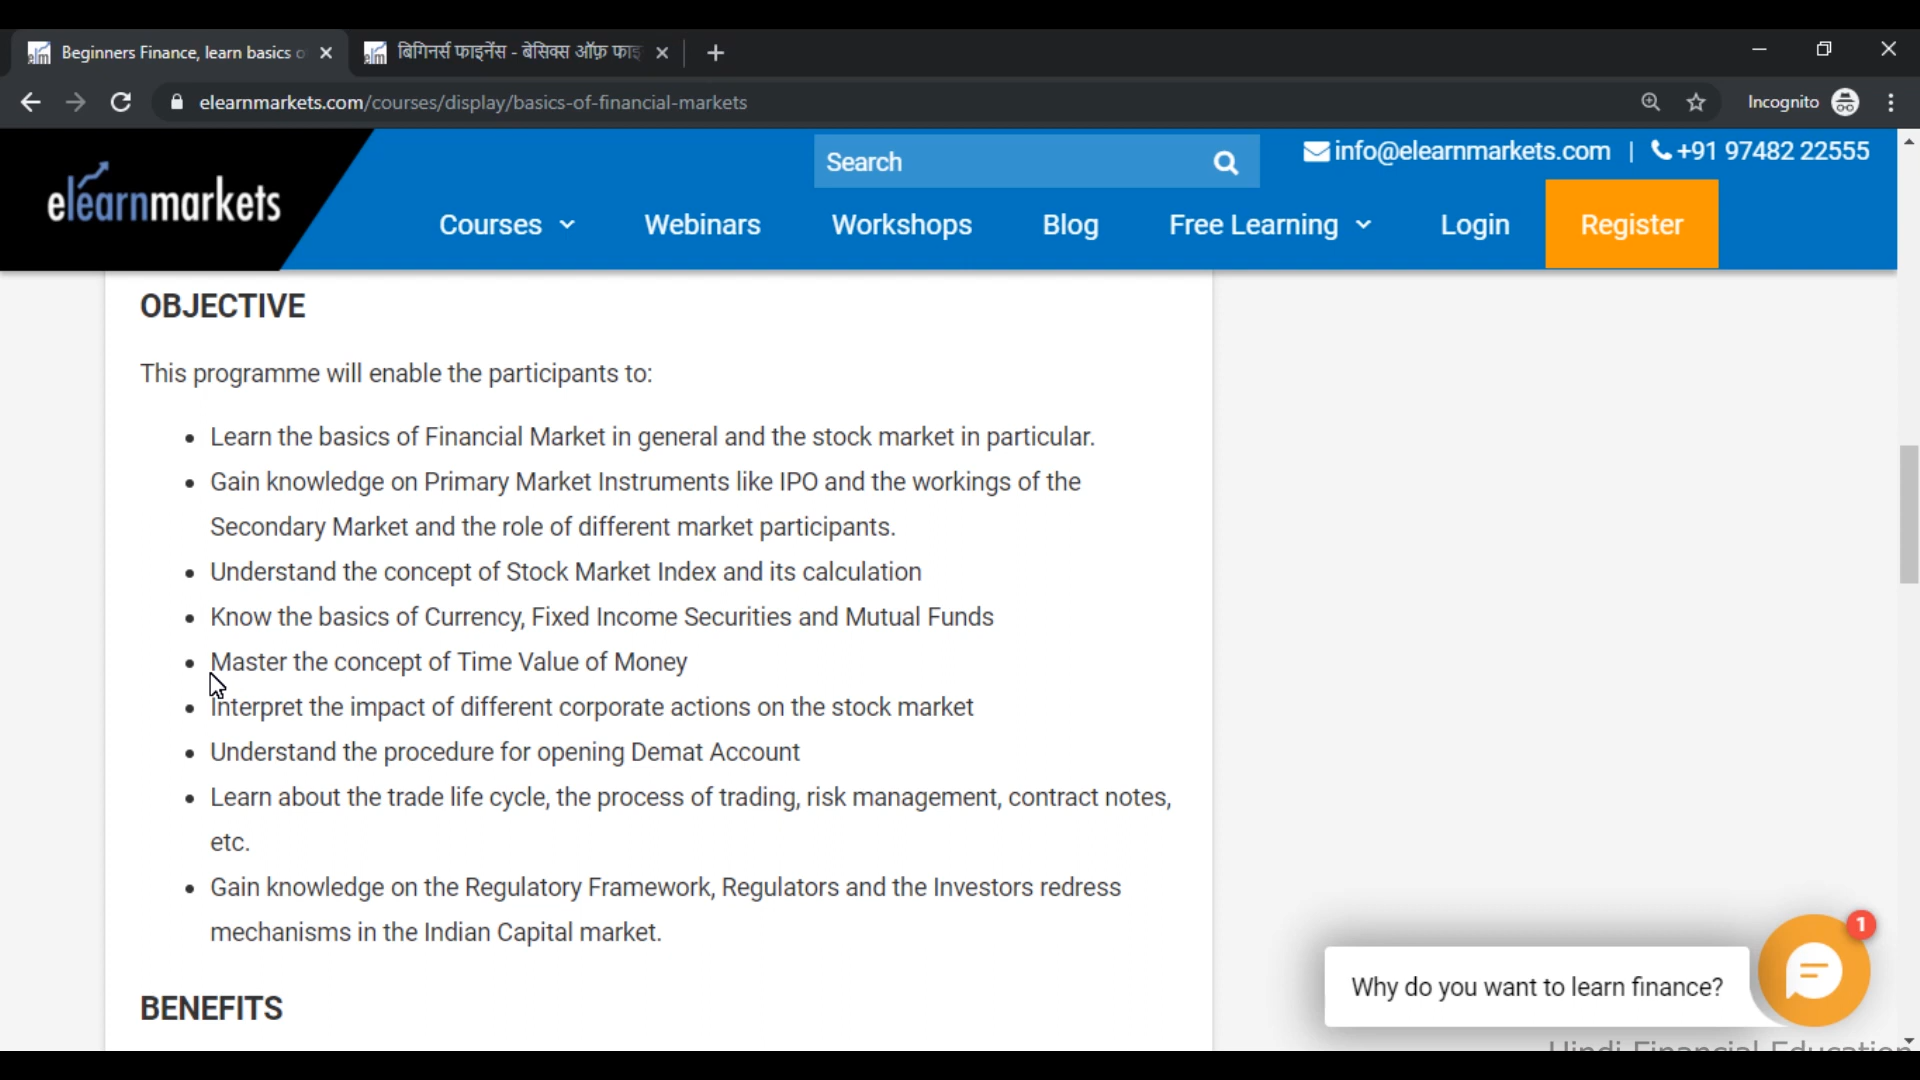 Beginners Finance, learn basics o
बिगिनर्स फाइनेंस - बेसिक्स ऑफ़ फाइ
elearnmarkets.com/courses/display/basics-of-financial-markets
Incognito
elearnmarkets
Search
info@elearnmarkets.com | +91 97482 22555
Courses Webinars Workshops Blog Free Learning Login Register
OBJECTIVE
This programme will enable the participants to:
• Learn the basics of Financial Market in general and the stock market in particular.
• Gain knowledge on Primary Market Instruments like IPO and the workings of the
Secondary Market and the role of different market participants.
• Understand the concept of Stock Market Index and its calculation
• Know the basics of Currency, Fixed Income Securities and Mutual Funds
• Master the concept of Time Value of Money
• Interpret the impact of different corporate actions on the stock market
• Understand the procedure for opening Demat Account
• Learn about the trade life cycle, the process of trading, risk management, contract notes,
etc.
• Gain knowledge on the Regulatory Framework, Regulators and the Investors redress
mechanisms in the Indian Capital market.
BENEFITS
1
Why do you want to learn finance?
Hindi Financial Education